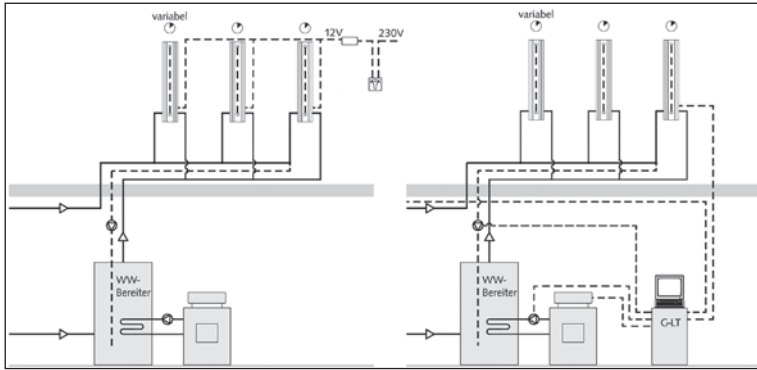 variabel
12V
230V
WW-
Bereiter
variabel
WW-
Bereiter
G-LT